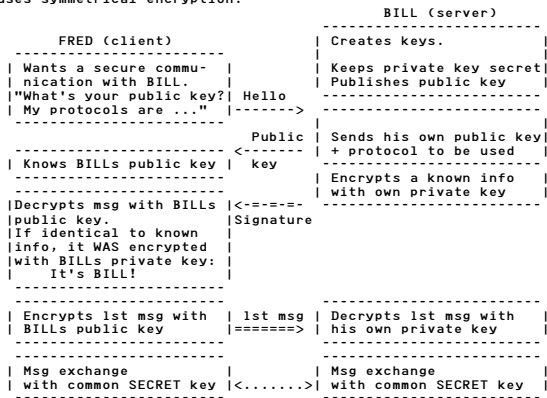 uses symmetrical encryption.
BILL (server)
-------------------------
FRED (client) | Creates keys. |
------------------------ | |
| Wants a secure commu- | | Keeps private key secret|
| nication with BILL. | | Publishes public key |
|"What's your public key?| Hello -------------------------
| My protocols are ..." |-------> -------------------------
------------------------ | |
Public | Sends his own public key|
------------------------ <------- | + protocol to be used |
| Knows BILLs public key | key -------------------------
------------------------ | Encrypts a known info |
------------------------ | with own private key |
|Decrypts msg with BILLs |<-=-=-=- -------------------------
|public key. |Signature
|If identical to known |
|info, it WAS encrypted |
|with BILLs private key: |
| It's BILL! |
------------------------
------------------------ -------------------------
| Encrypts lst msg with | lst msg | Decrypts lst msg with |
| BILLs public key |=======> | his own private key |
------------------------ -------------------------
------------------------ -------------------------
| Msg exchange | | Msg exchange |
| with common SECRET key |<.......>| with common SECRET key |
------------------------ -------------------------